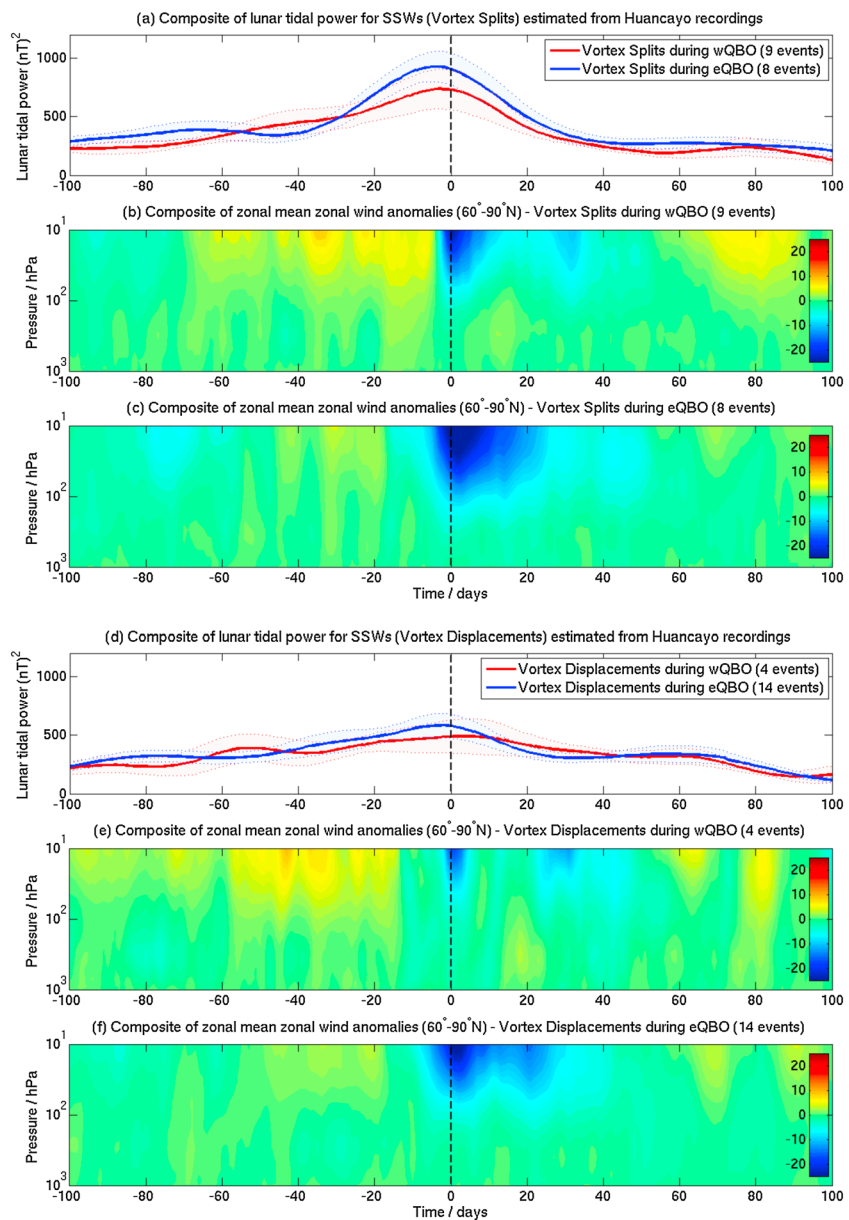 (a) Composite of lunar tidal power for SSWs (Vortex Splits) estimated from Huancayo recordings
Lunar tidal power (nT)²
1000
500
0
Vortex Splits during wQBO (9 events)
Vortex Splits during eQBO (8 events)
-100 -80 -60 -40 -20 0 20 40 60 80 100
(b) Composite of zonal mean zonal wind anomalies (60°-90°N) - Vortex Splits during wQBO (9 events)
Pressure / hPa
10¹
10²
10³
20
10
0
-10
-20
-100 -80 -60 -40 -20 0 20 40 60 80 100
(c) Composite of zonal mean zonal wind anomalies (60°-90°N) - Vortex Splits during eQBO (8 events)
Pressure / hPa
10¹
10²
10³
20
10
0
-10
-20
-100 -80 -60 -40 -20 0 20 40 60 80 100
Time / days
(d) Composite of lunar tidal power for SSWs (Vortex Displacements) estimated from Huancayo recordings
Lunar tidal power (nT)²
1000
500
0
Vortex Displacements during wQBO (4 events)
Vortex Displacements during eQBO (14 events)
-100 -80 -60 -40 -20 0 20 40 60 80 100
(e) Composite of zonal mean zonal wind anomalies (60°-90°N) - Vortex Displacements during wQBO (4 events)
Pressure / hPa
10¹
10²
10³
20
10
0
-10
-20
-100 -80 -60 -40 -20 0 20 40 60 80 100
(f) Composite of zonal mean zonal wind anomalies (60°-90°N) - Vortex Displacements during eQBO (14 events)
Pressure / hPa
10¹
10²
10³
20
10
0
-10
-20
-100 -80 -60 -40 -20 0 20 40 60 80 100
Time / days